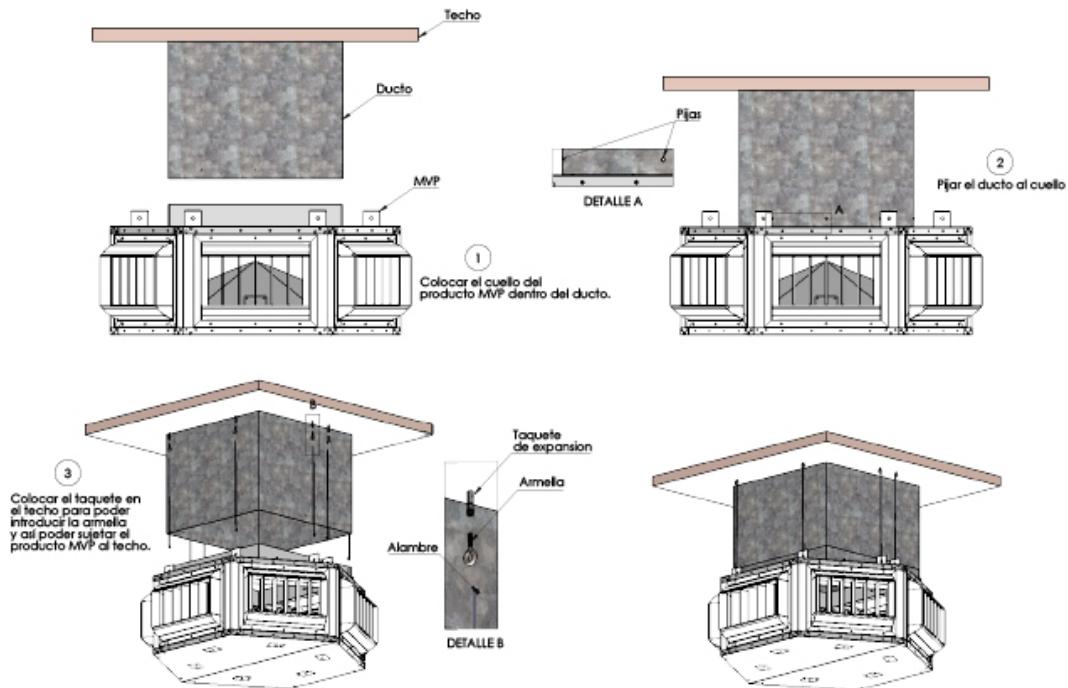 Techo
Ducto
MVP
1
Colocar el cuello del
producto MVP dentro del ducto.
Pijas
DETALLE A
A
2
Pijar el ducto al cuello
3
Colocar el taquete en
el techo para poder
introducir la armella
y así poder sujetar el
producto MVP al techo.
B
Taquete
de expansion
Armella
Alambre
DETALLE B